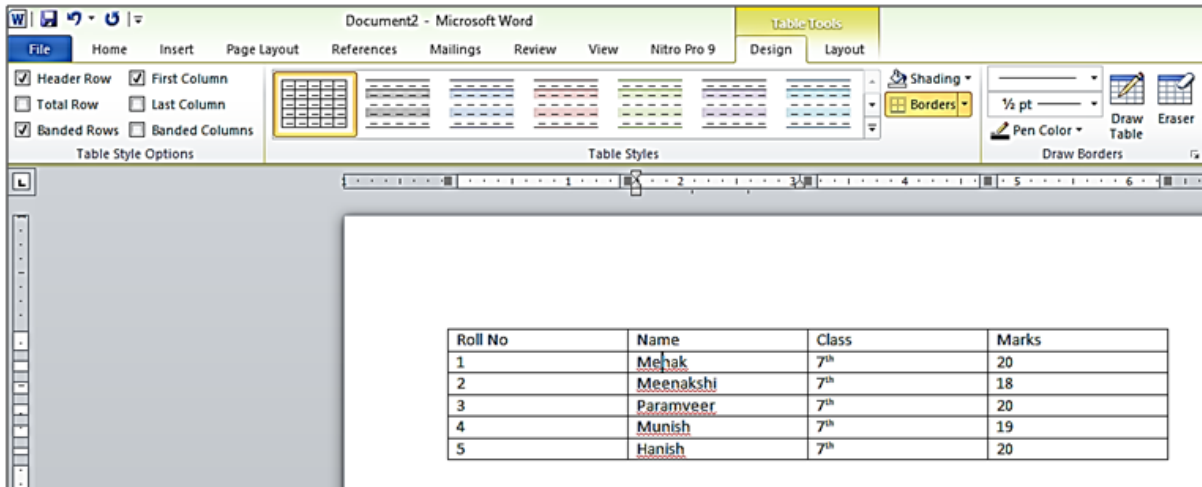 W Document2 - Microsoft Word Table Tools
File Home Insert Page Layout References Mailings Review View Nitro Pro 9 Design Layout
Header Row First Column
Total Row Last Column
Banded Rows Banded Columns
Table Style Options
Table Styles
Shading
Borders
½ pt
Pen Color
Draw Table
Eraser
Draw Borders
L
1 2 3 4 5 6
Roll No Name Class Marks
1 Mehak 7th 20
2 Meenakshi 7th 18
3 Paramveer 7th 20
4 Munish 7th 19
5 Hanish 7th 20